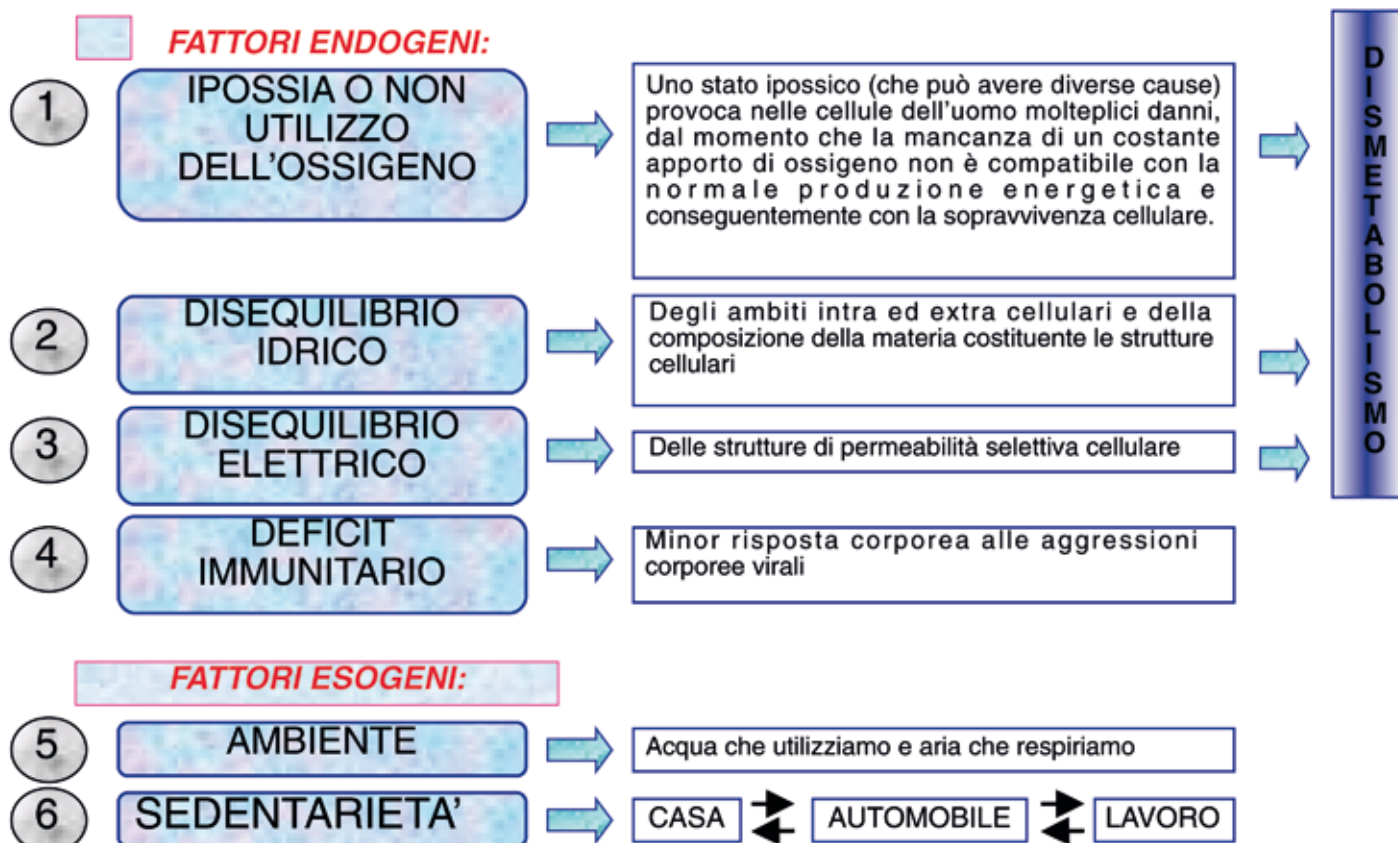 FATTORI ENDOGENI:
1
IPOSSIA O NON
UTILIZZO
DELL'OSSIGENO
Uno stato ipossico (che può avere diverse cause)
provoca nelle cellule dell'uomo molteplici danni,
dal momento che la mancanza di un costante
apporto di ossigeno non è compatibile con la
normale produzione energetica e
conseguentemente con la sopravvivenza cellulare.
DISMETABOLISMO
2
DISEQUILIBRIO
IDRICO
Degli ambiti intra ed extra cellulari e della
composizione della materia costituente le strutture
cellulari
3
DISEQUILIBRIO
ELETTRICO
Delle strutture di permeabilità selettiva cellulare
4
DEFICIT
IMMUNITARIO
Minor risposta corporea alle aggressioni
corporee virali
FATTORI ESOGENI:
5
AMBIENTE
Acqua che utilizziamo e aria che respiriamo
6
SEDENTARIETA'
CASA
AUTOMOBILE
LAVORO